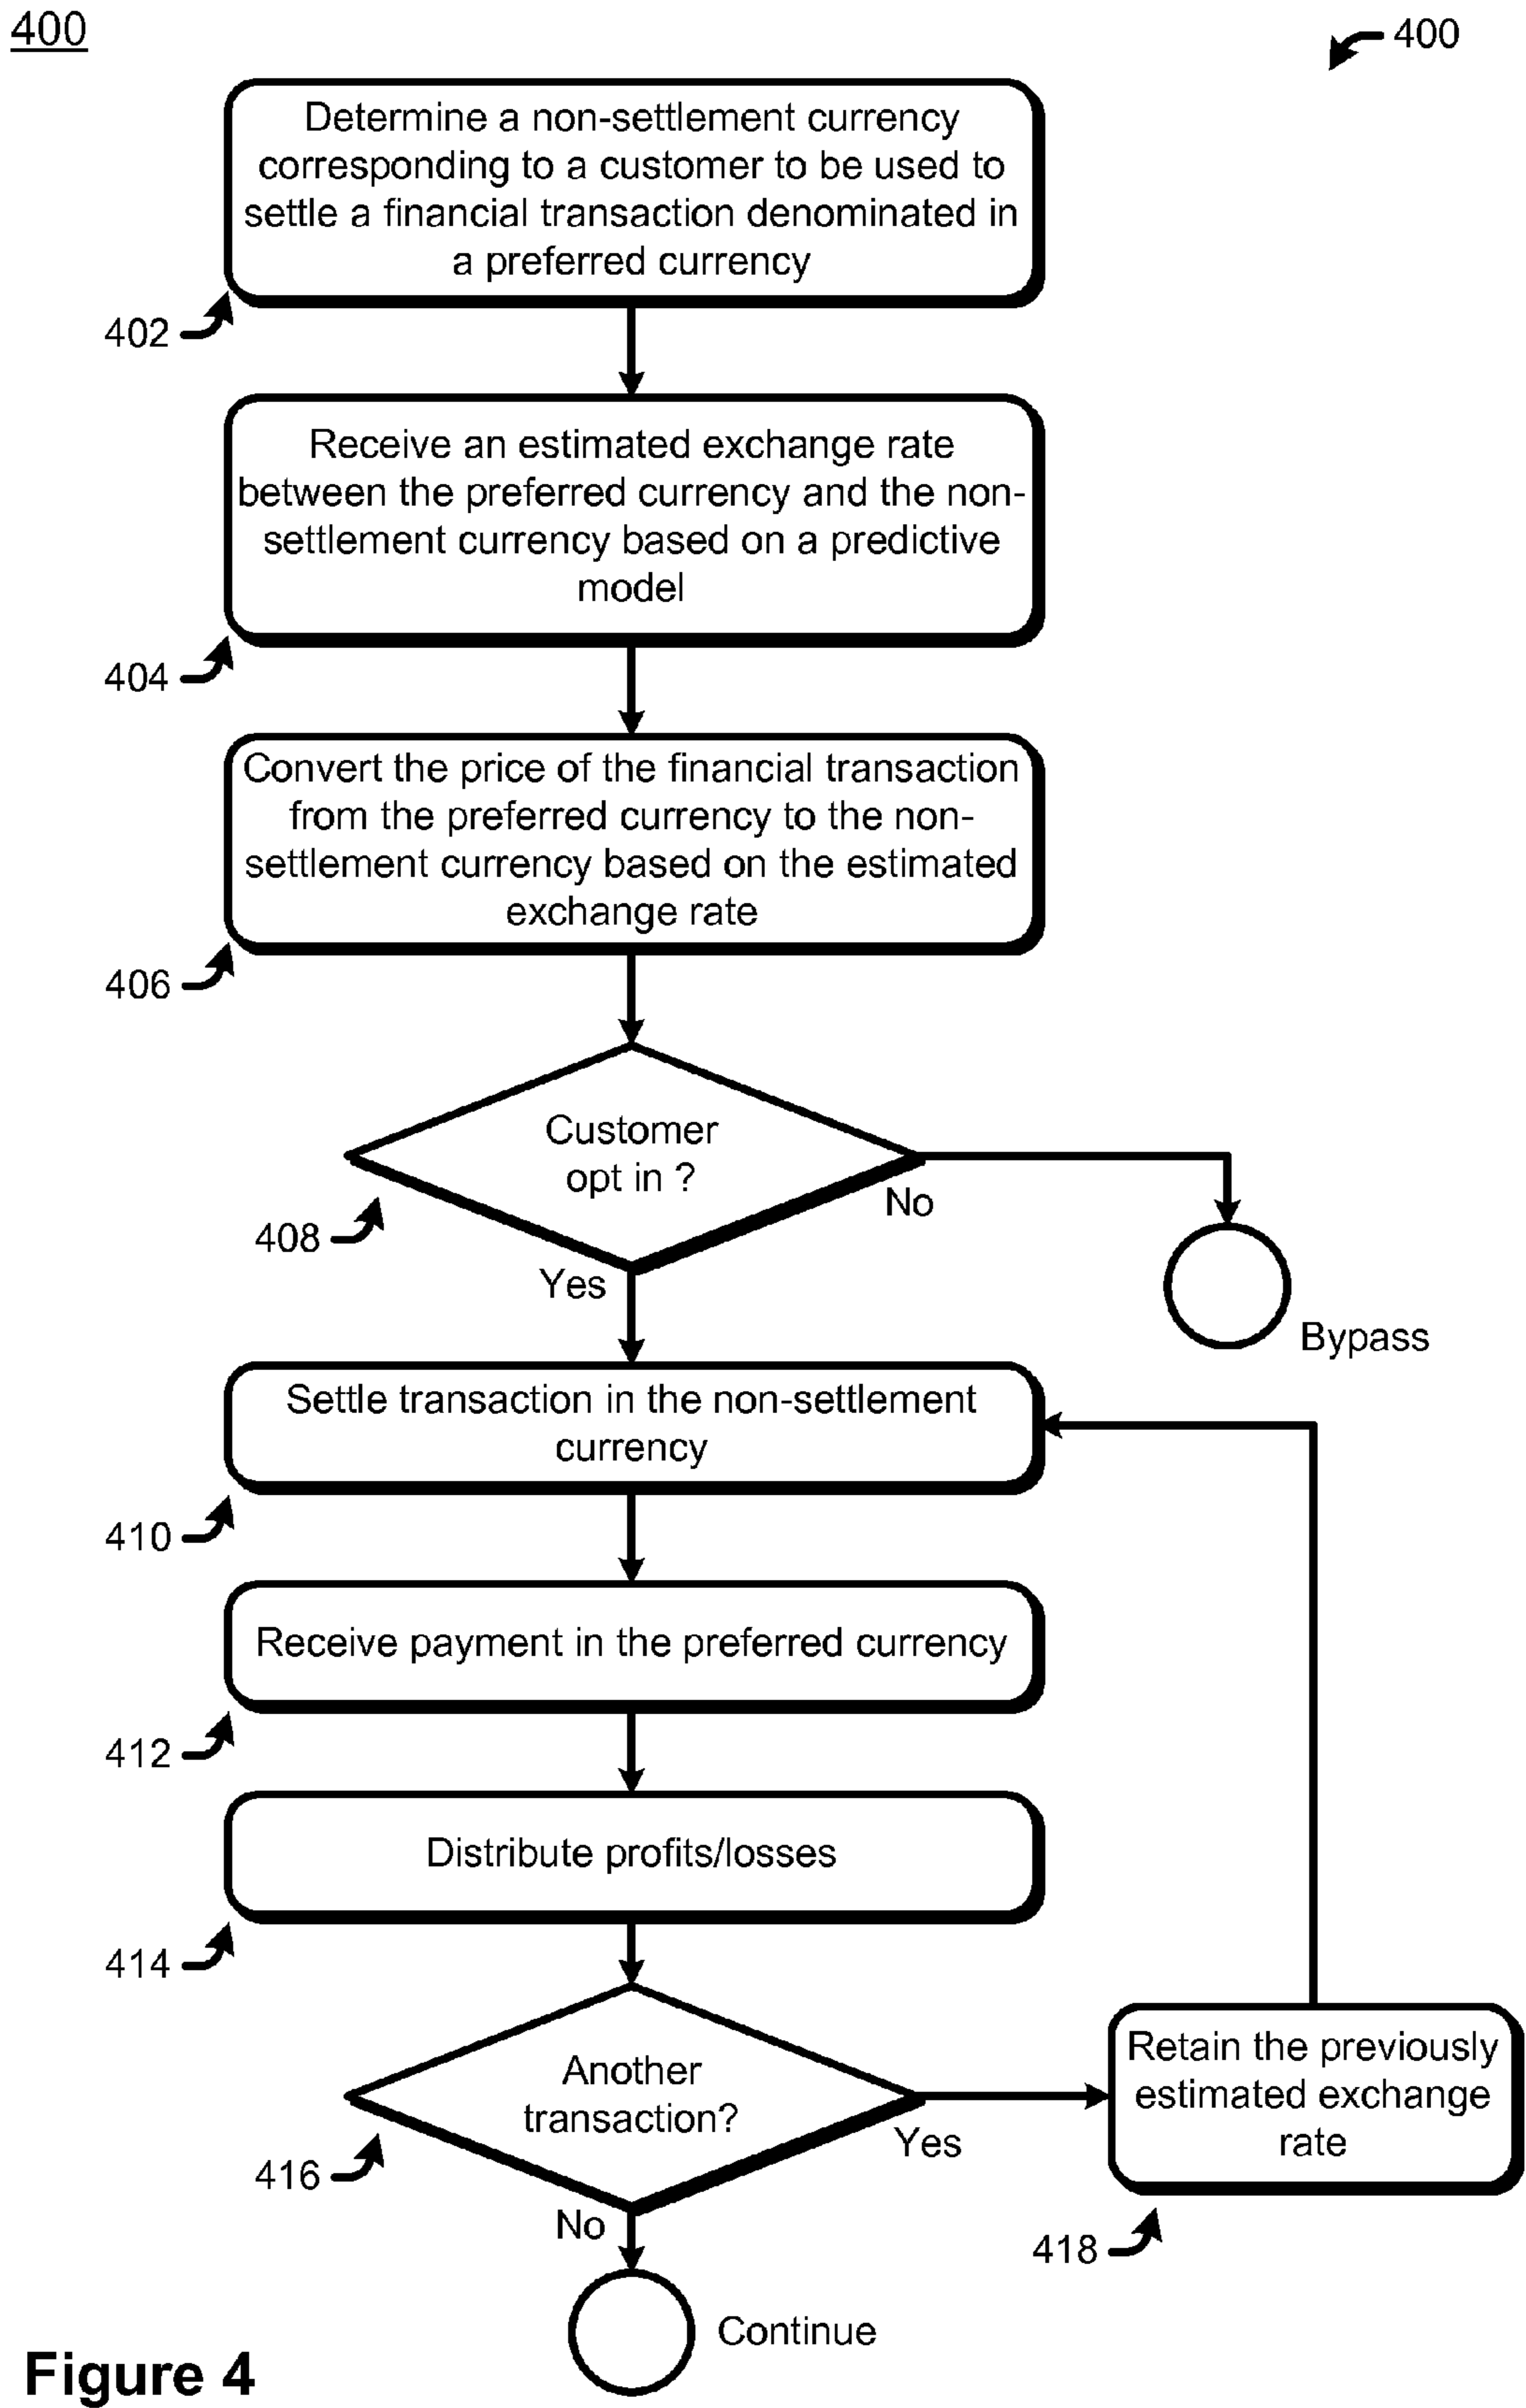 400
400
Determine a non-settlement currency
corresponding to a customer to be used to
settle a financial transaction denominated in
a preferred currency
402
Receive an estimated exchange rate
between the preferred currency and the non-
settlement currency based on a predictive
model
404
Convert the price of the financial transaction
from the preferred currency to the non-
settlement currency based on the estimated
exchange rate
406
Customer
opt in ?
No
408
Yes
Bypass
Settle transaction in the non-settlement
currency
410
Receive payment in the preferred currency
412
Distribute profits/losses
414
Another
transaction?
Yes
416
No
Retain the previously
estimated exchange
rate
418
Continue
Figure 4